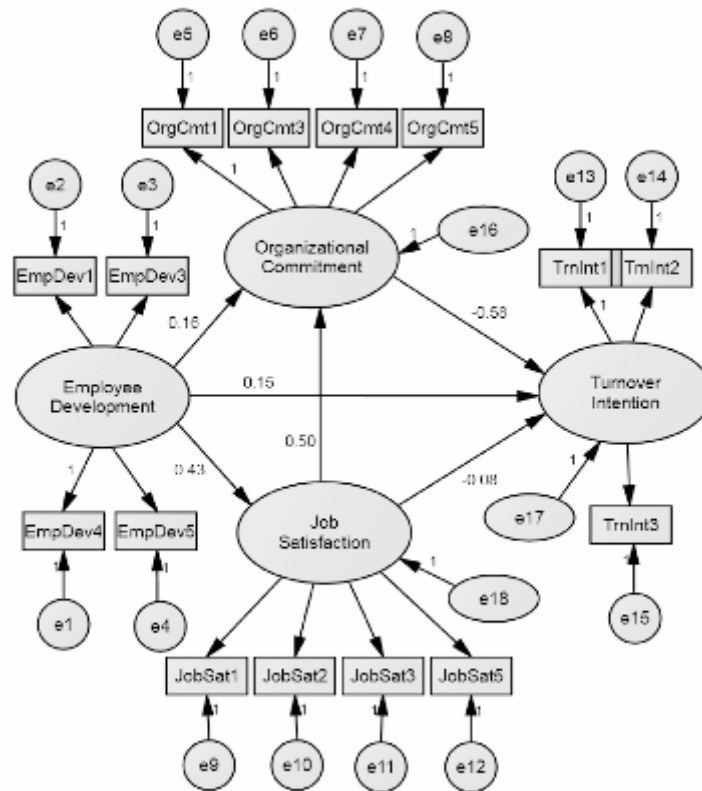 e5
e6
e7
e8
1
1
1
1
OrgCmt1
OrgCmt3
OrgCmt4
OrgCmt5
e2
e3
e13
e14
1
1
1
1
1
EmpDev1
EmpDev3
Organizational
Commitment
1
e16
TrnInt1
TrnInt2
1
0.16
-0.58
Employee
Development
0.15
Turnover
Intention
1
0.43
0.50
-0.08
1
EmpDev4
EmpDev5
Job
Satisfaction
e17
TrnInt3
1
1
1
e18
1
e1
e4
e15
JobSat1
JobSat2
JobSat3
JobSat5
1
1
1
1
e9
e10
e11
e12